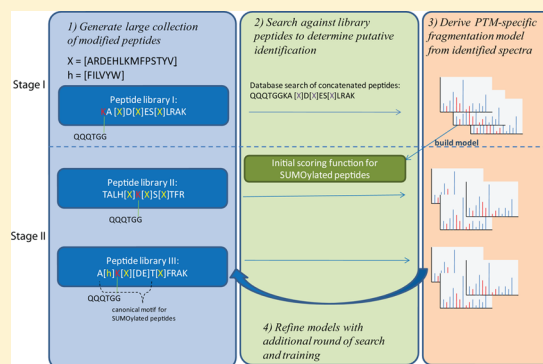 1) Generate large collection
of modified peptides
X = [ARDEHLKMFPSTYV]
h = [FILVYW]
2) Search against library
peptides to determine putative
identification
3) Derive PTM-specific
fragmentation model
from identified spectra
Stage I
Peptide library I:
KA [X]D[X]ES[X]LRAK
QQQTGG
Database search of concatenated peptides:
QQQTGGKA [X]D[X]ES[X]LRAK
build model
Initial scoring function for
SUMOylated peptides
Stage II
Peptide library II:
TALH[X]K[X]S[X]TFR
QQQTGG
Peptide library III:
A[h]K[X][DE]T[X]FRAK
QQQTGG
canonical motif for
SUMOylated peptides
4) Refine models with
additional round of search
and training